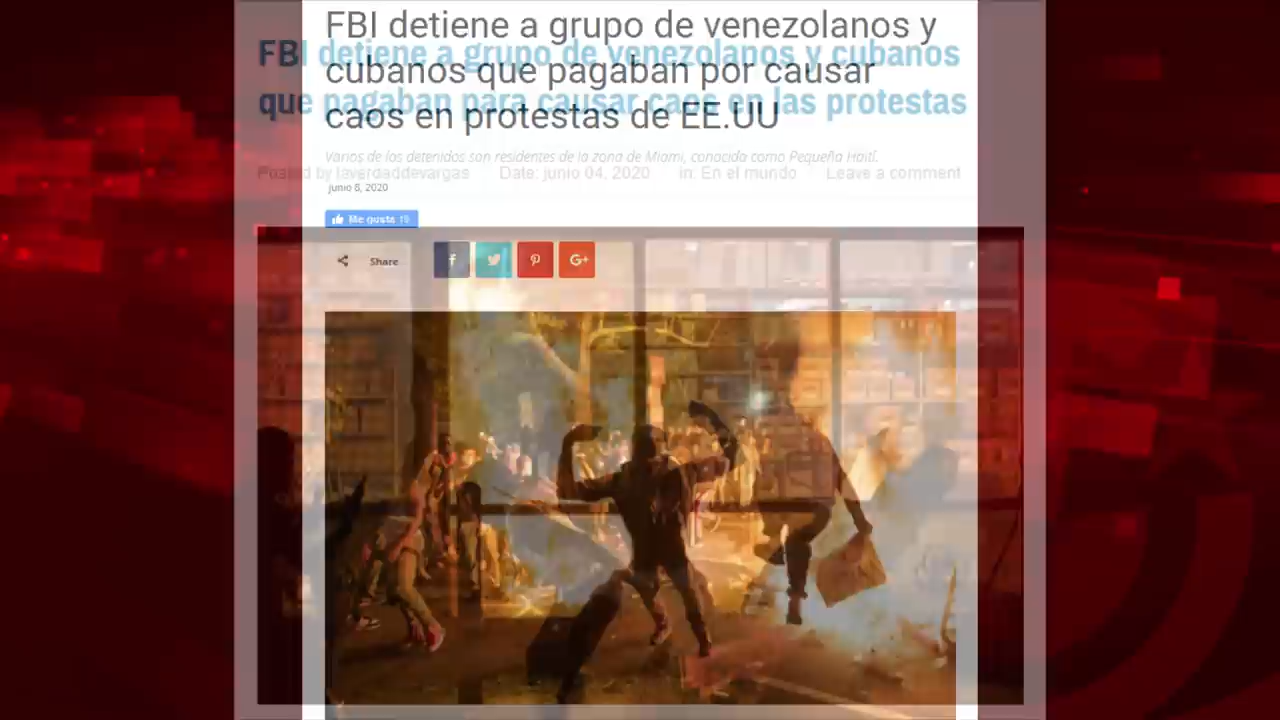 FBI detiene a grupo de venezolanos y
cubanos que pagaban por causar
caos en protestas de EE.UU
FBI detiene a grupo de venezolanos y cubanos
que pagaban para causar caos en las protestas
Varios de los detenidos son residentes de la zona de Miami, conocida como Pequeña Haití.
Posted by laverdaddevargas Date: junio 04, 2020 In: En el mundo Leave a comment
junio 8, 2020
Me gusta
Share